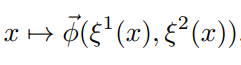 x ↦ ϕ⃗(ξ¹(x), ξ²(x)).